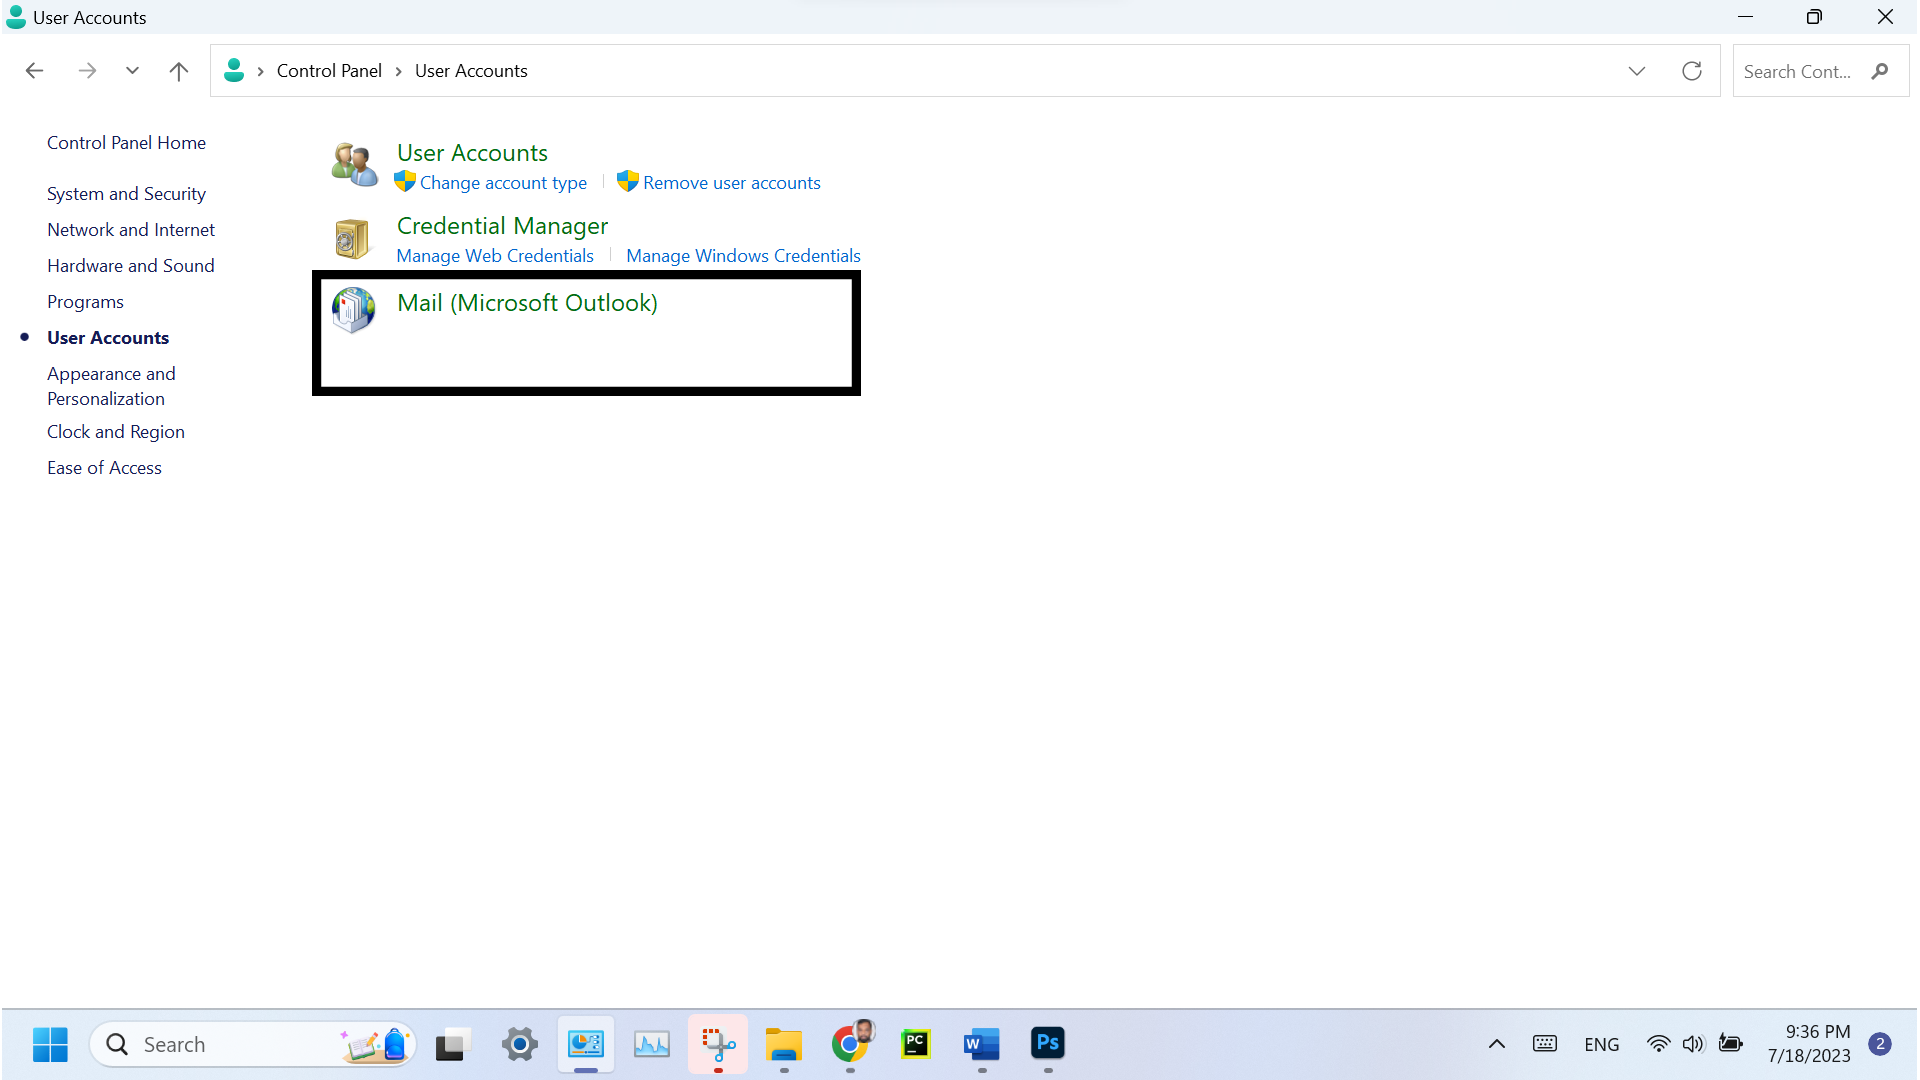 User Accounts
Control Panel User Accounts
Search Cont...
Control Panel Home
System and Security
Network and Internet
Hardware and Sound
Programs
User Accounts
Appearance and
Personalization
Clock and Region
Ease of Access
User Accounts
Change account type Remove user accounts
Credential Manager
Manage Web Credentials Manage Windows Credentials
Mail (Microsoft Outlook)
Search
PC
W
Ps
ENG
9:36 PM
7/18/2023
2